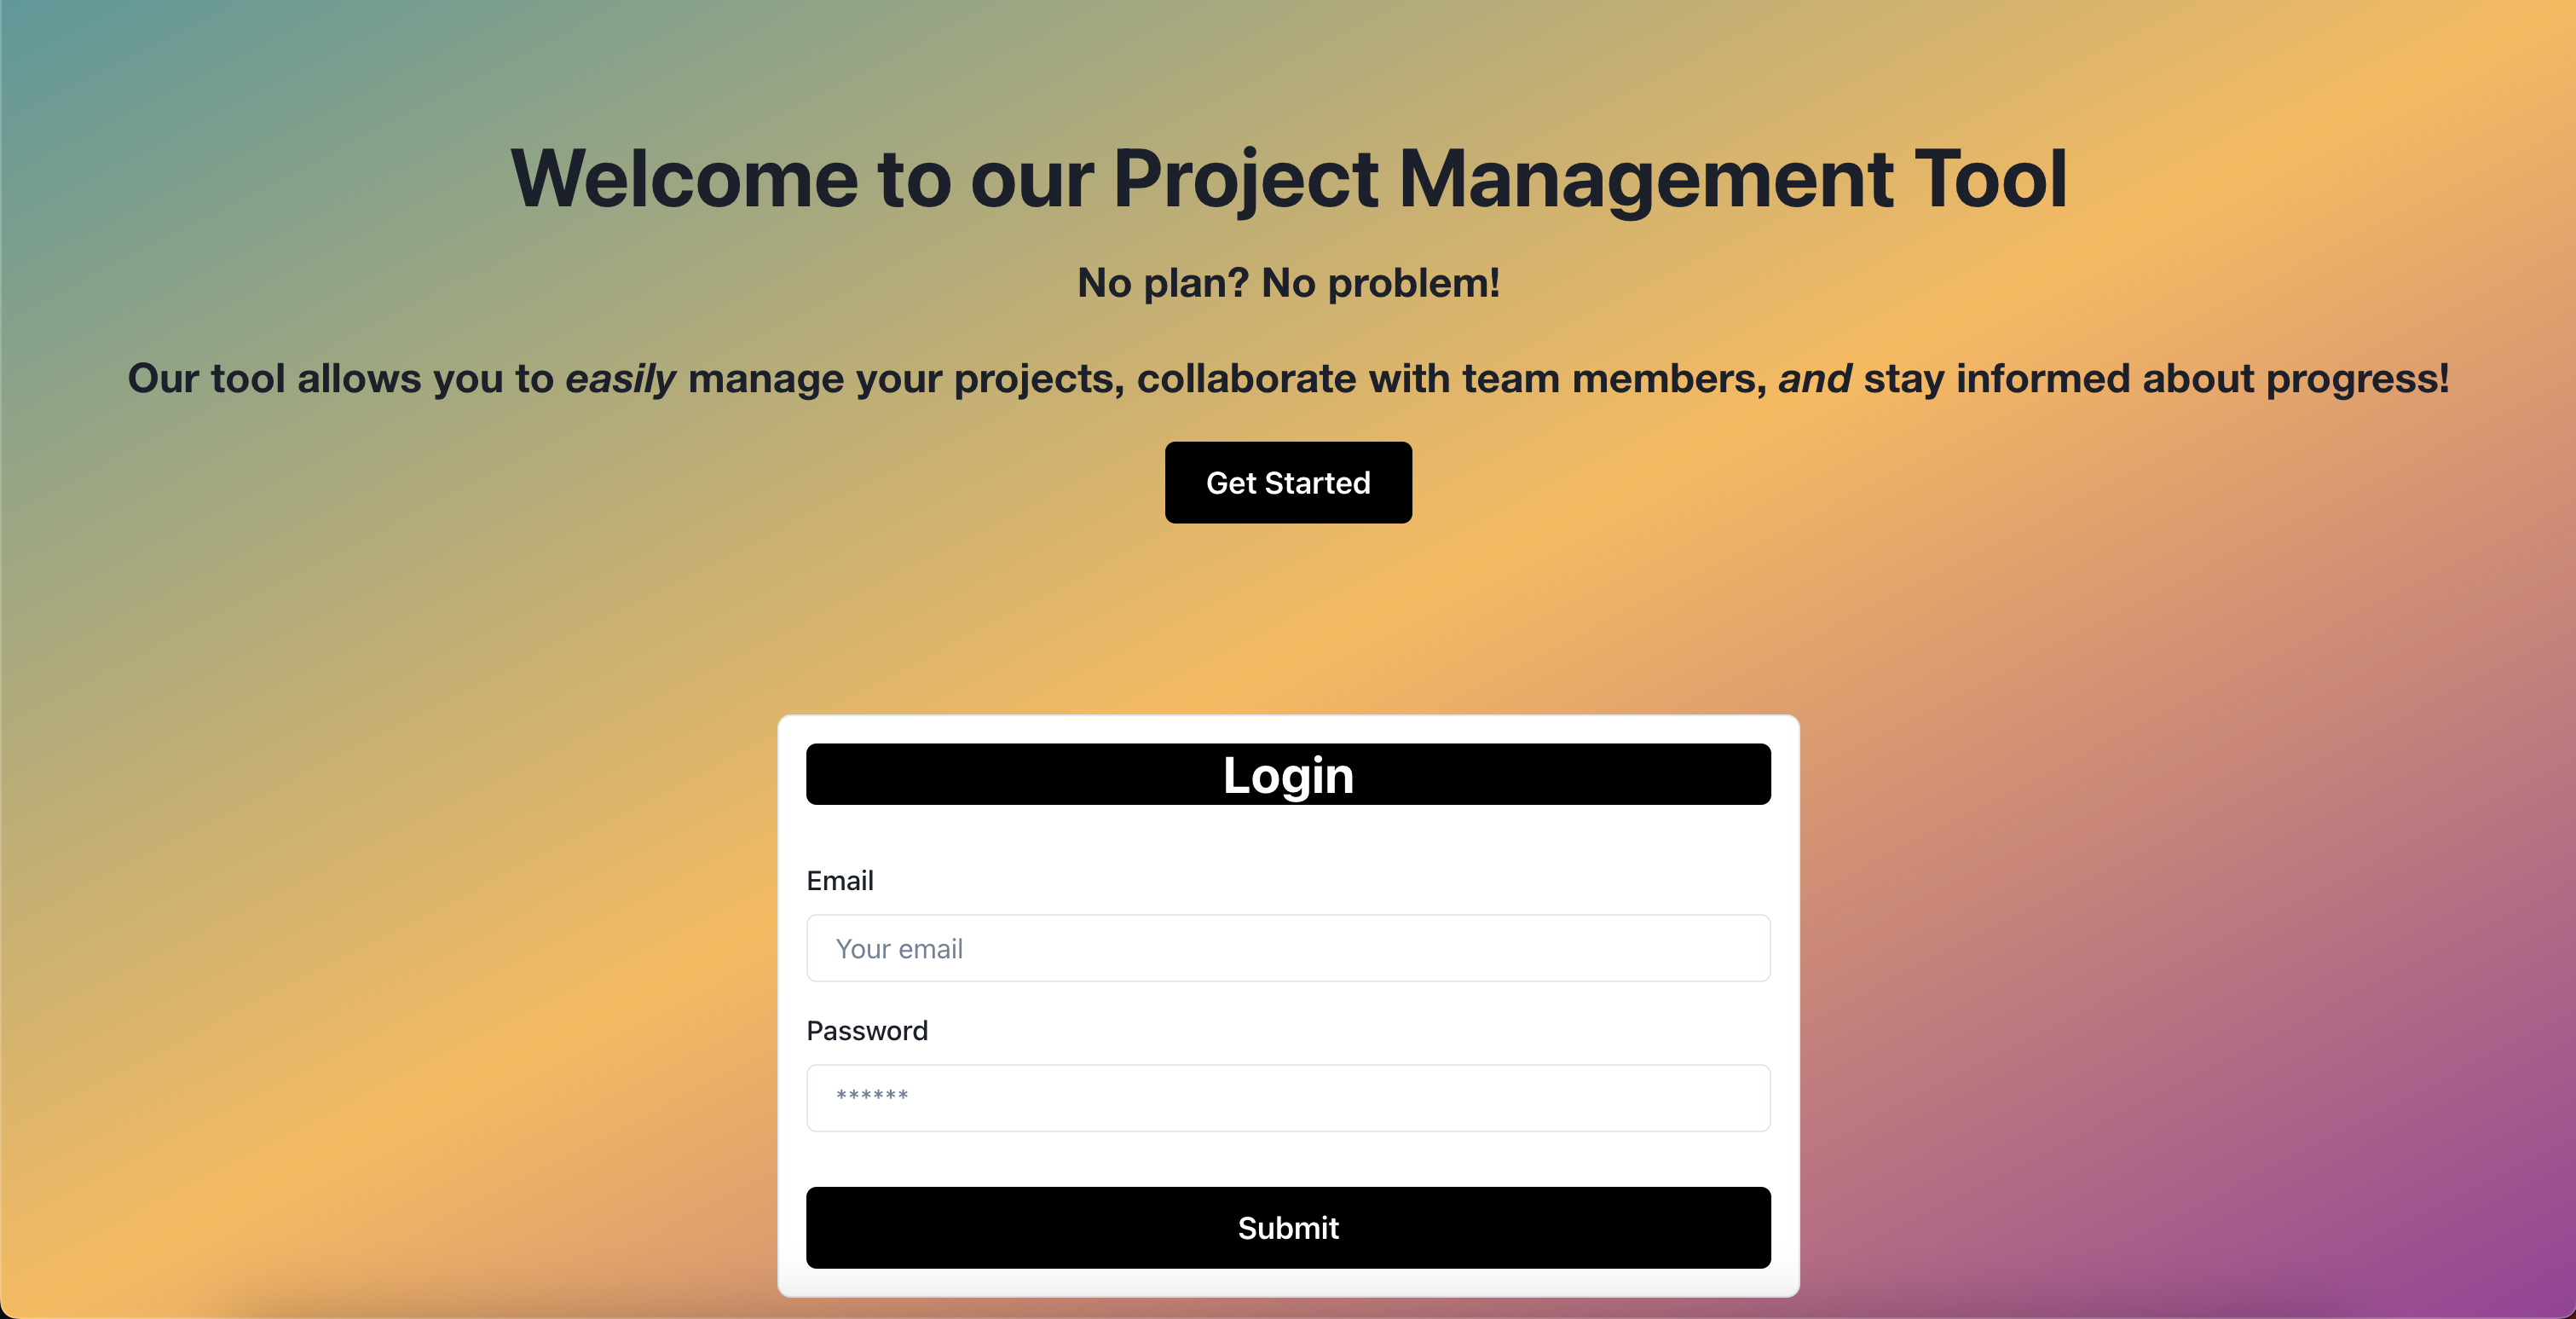 Welcome to our Project Management Tool
No plan? No problem!
Our tool allows you to easily manage your projects, collaborate with team members, and stay informed about progress!
Get Started
Login
Email
Your email
Password
******
Submit